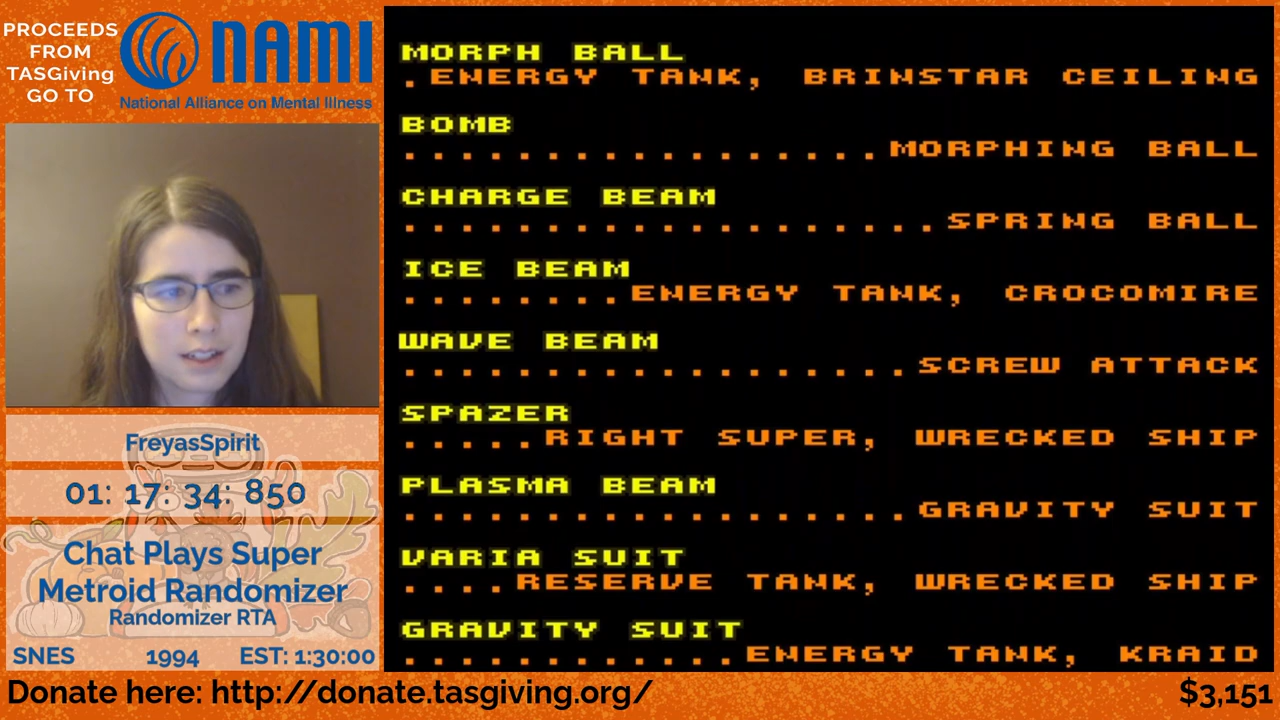 PROCEEDS
FROM
TASGiving
GO TO
NAMI
National Alliance on Mental Illness
FreyasSpirit
01: 17: 34: 850
Chat Plays Super
Metroid Randomizer
Randomizer RTA
SNES 1994 EST: 1:30:00
MORPH BALL
.ENERGY TANK, BRINSTAR CEILING
BOMB
.................MORPHING BALL
CHARGE BEAM
...................SPRING BALL
ICE BEAM
........ENERGY TANK, CROCOMIRE
WAVE BEAM
..................SCREW ATTACK
SPAZER
.....RIGHT SUPER, WRECKED SHIP
PLASMA BEAM
..................GRAVITY SUIT
VARIA SUIT
....RESERVE TANK, WRECKED SHIP
GRAVITY SUIT
............ENERGY TANK, KRAID
Donate here: http://donate.tasgiving.org/ $3,151